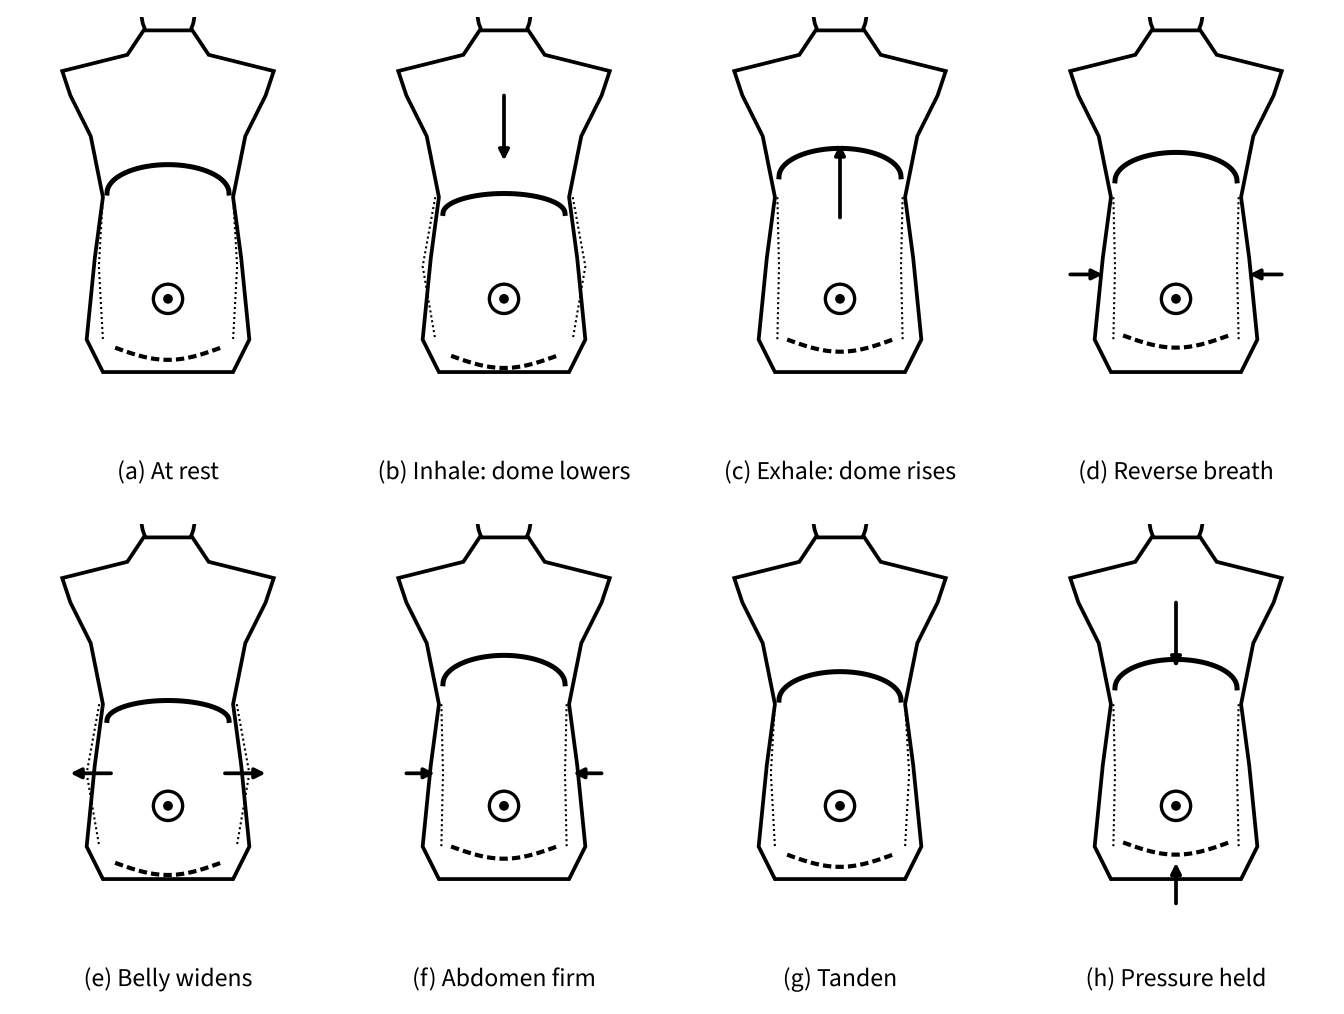 (a) At rest
(b) Inhale: dome lowers
(c) Exhale: dome rises
(d) Reverse breath
(e) Belly widens
(f) Abdomen firm
(g) Tanden
(h) Pressure held